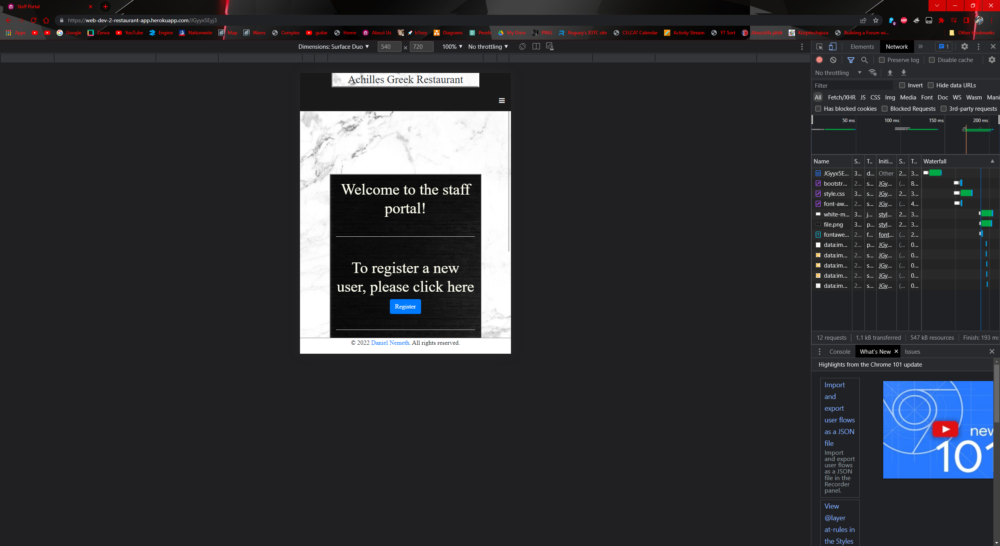 Staff Portal
https://web-dev-2-restaurant-app.herokuapp.com/JGyyx5Eyj3
Apps Google Zenva YouTube Engine Nationwide Map Wares Complex guitar Home About Us b1nzy Diagrams Pexels My Drive PING Roguey's X3TC site CELCAT Calendar Activity Stream YT Sort Akasztófa játék Közpénzhajsza Building a Forum wi... Other bookmarks
Dimensions: Surface Duo ▼ 540 × 720 100% ▼ No throttling ▼
Achilles Greek Restaurant
Welcome to the staff
portal!
To register a new
user, please click here
Register
© 2022 Daniel Nemeth. All rights reserved.
Elements Network 1
Preserve log Disable cache
No throttling
Filter Invert Hide data URLs
All Fetch/XHR JS CSS Img Media Font Doc WS Wasm Mani
Has blocked cookies Blocked Requests 3rd-party requests
50 ms 100 ms 150 ms 200 ms
Name S.. T.. Initi... S.. T.. Waterfall
JGyyx5E... 3... d... Other 2... 3...
bootstr... 2... s... JGy... (... 8...
style.css 3... s... JGy... 2... 3...
font-aw... 2... s... JGy... (... 4...
white-m... 3... j... styl... 2... 3...
file.png 3... p... styl... 2... 3...
fontawe... 2... f... font... (... 2...
data:im... 2... p... JGy... (... 0...
data:im... 2... s... JGy... (... 0...
data:im... 2... s... JGy... (... 0...
data:im... 2... s... JGy... (... 0...
data:im... 2... s... JGy... (... 0...
12 requests 1.1 kB transferred 547 kB resources Finish: 193 ms
Console What's New Issues
Highlights from the Chrome 101 update
Import
and
export
user flows
as a JSON
file
Import
and export
user flows
as a JSON
file in the
Recorder
panel.
View
@layer
at-rules in
the Styles
new
101